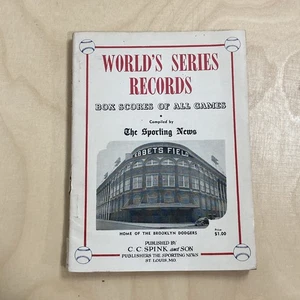 WORLD'S SERIES
RECORDS
BOX SCORES OF ALL GAMES
Compiled by
The Sporting News
EBBETS FIELD
HOME OF THE BROOKLYN DODGERS
Price
$1.00
PUBLISHED BY
C. C. SPINK and SON
PUBLISHERS THE SPORTING NEWS
ST LOUIS, MO.